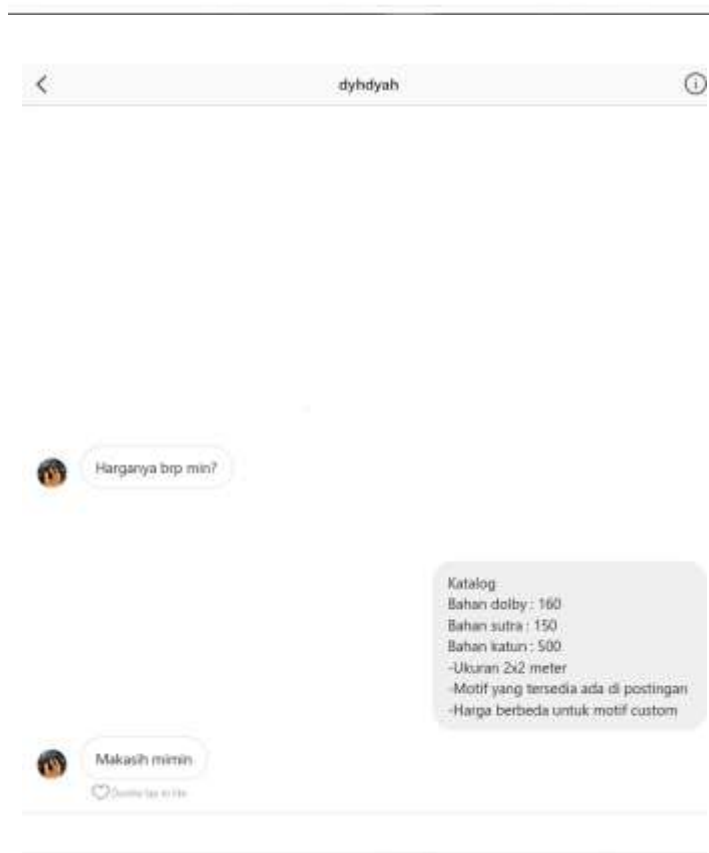 dyhdyah
Harganya brp min?
Katalog
Bahan dolby : 160
Bahan sutra : 150
Bahan katun : 500
-Ukuran 2x2 meter
-Motif yang tersedia ada di postingan
-Harga berbeda untuk motif custom
Makasih mimin